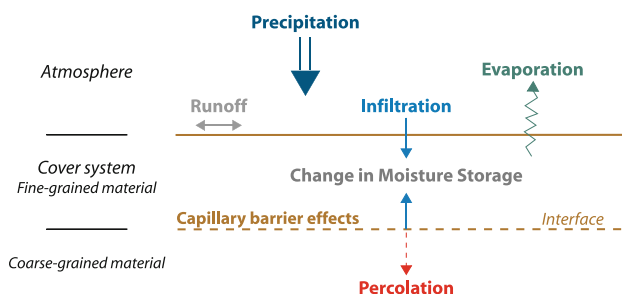 Precipitation
Atmosphere
Evaporation
Runoff
Infiltration
Cover system
Fine-grained material
Change in Moisture Storage
Capillary barrier effects
Interface
Coarse-grained material
Percolation